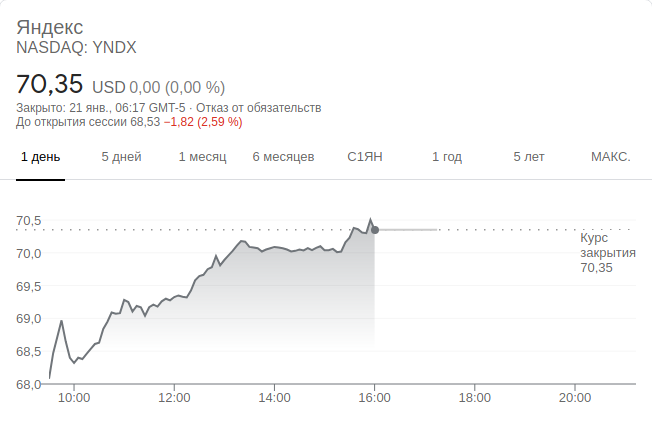 Яндекс
NASDAQ: YNDX
70,35 USD 0,00 (0,00 %)
Закрыто: 21 янв., 06:17 GMT-5 · Отказ от обязательств
До открытия сессии 68,53 −1,82 (2,59 %)
1 день 5 дней 1 месяц 6 месяцев С1ЯН 1 год 5 лет МАКС.
70,5
Курс
закрытия
70,35
70,0
69,5
69,0
68,5
68,0
10:00 12:00 14:00 16:00 18:00 20:00